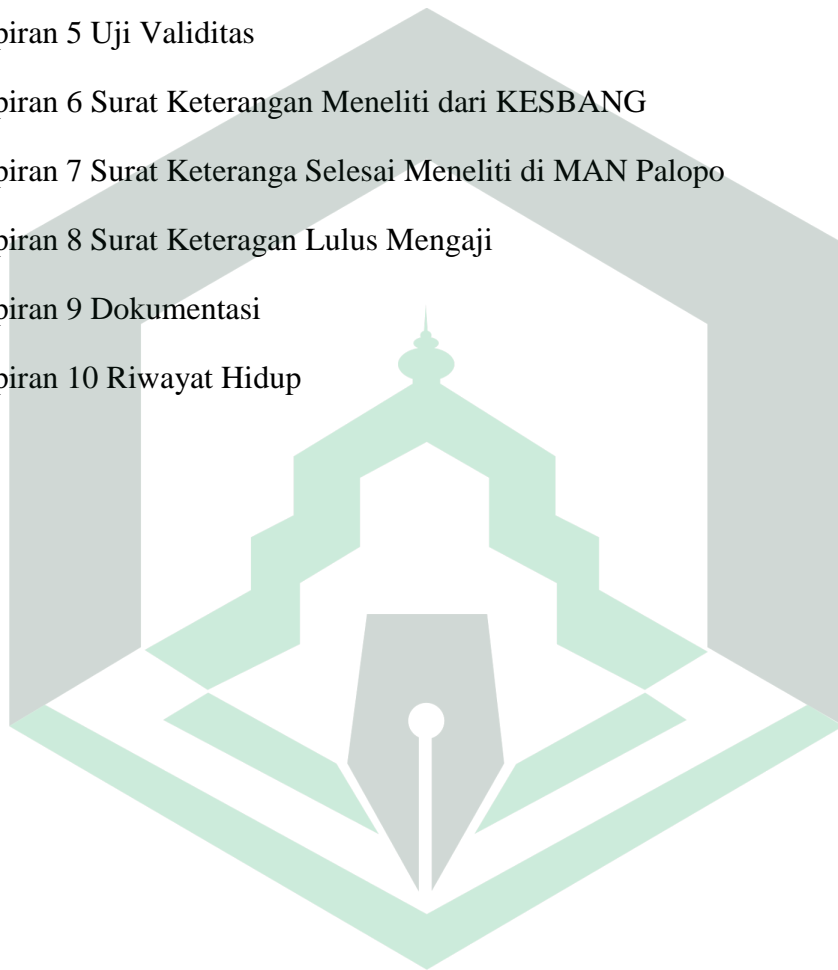 piran 5 Uji Validitas
piran 6 Surat Keterangan Meneliti dari KESBANG
piran 7 Surat Keteranga Selesai Meneliti di MAN Palopo
piran 8 Surat Keteragan Lulus Mengaji
piran 9 Dokumentasi
piran 10 Riwayat Hidup